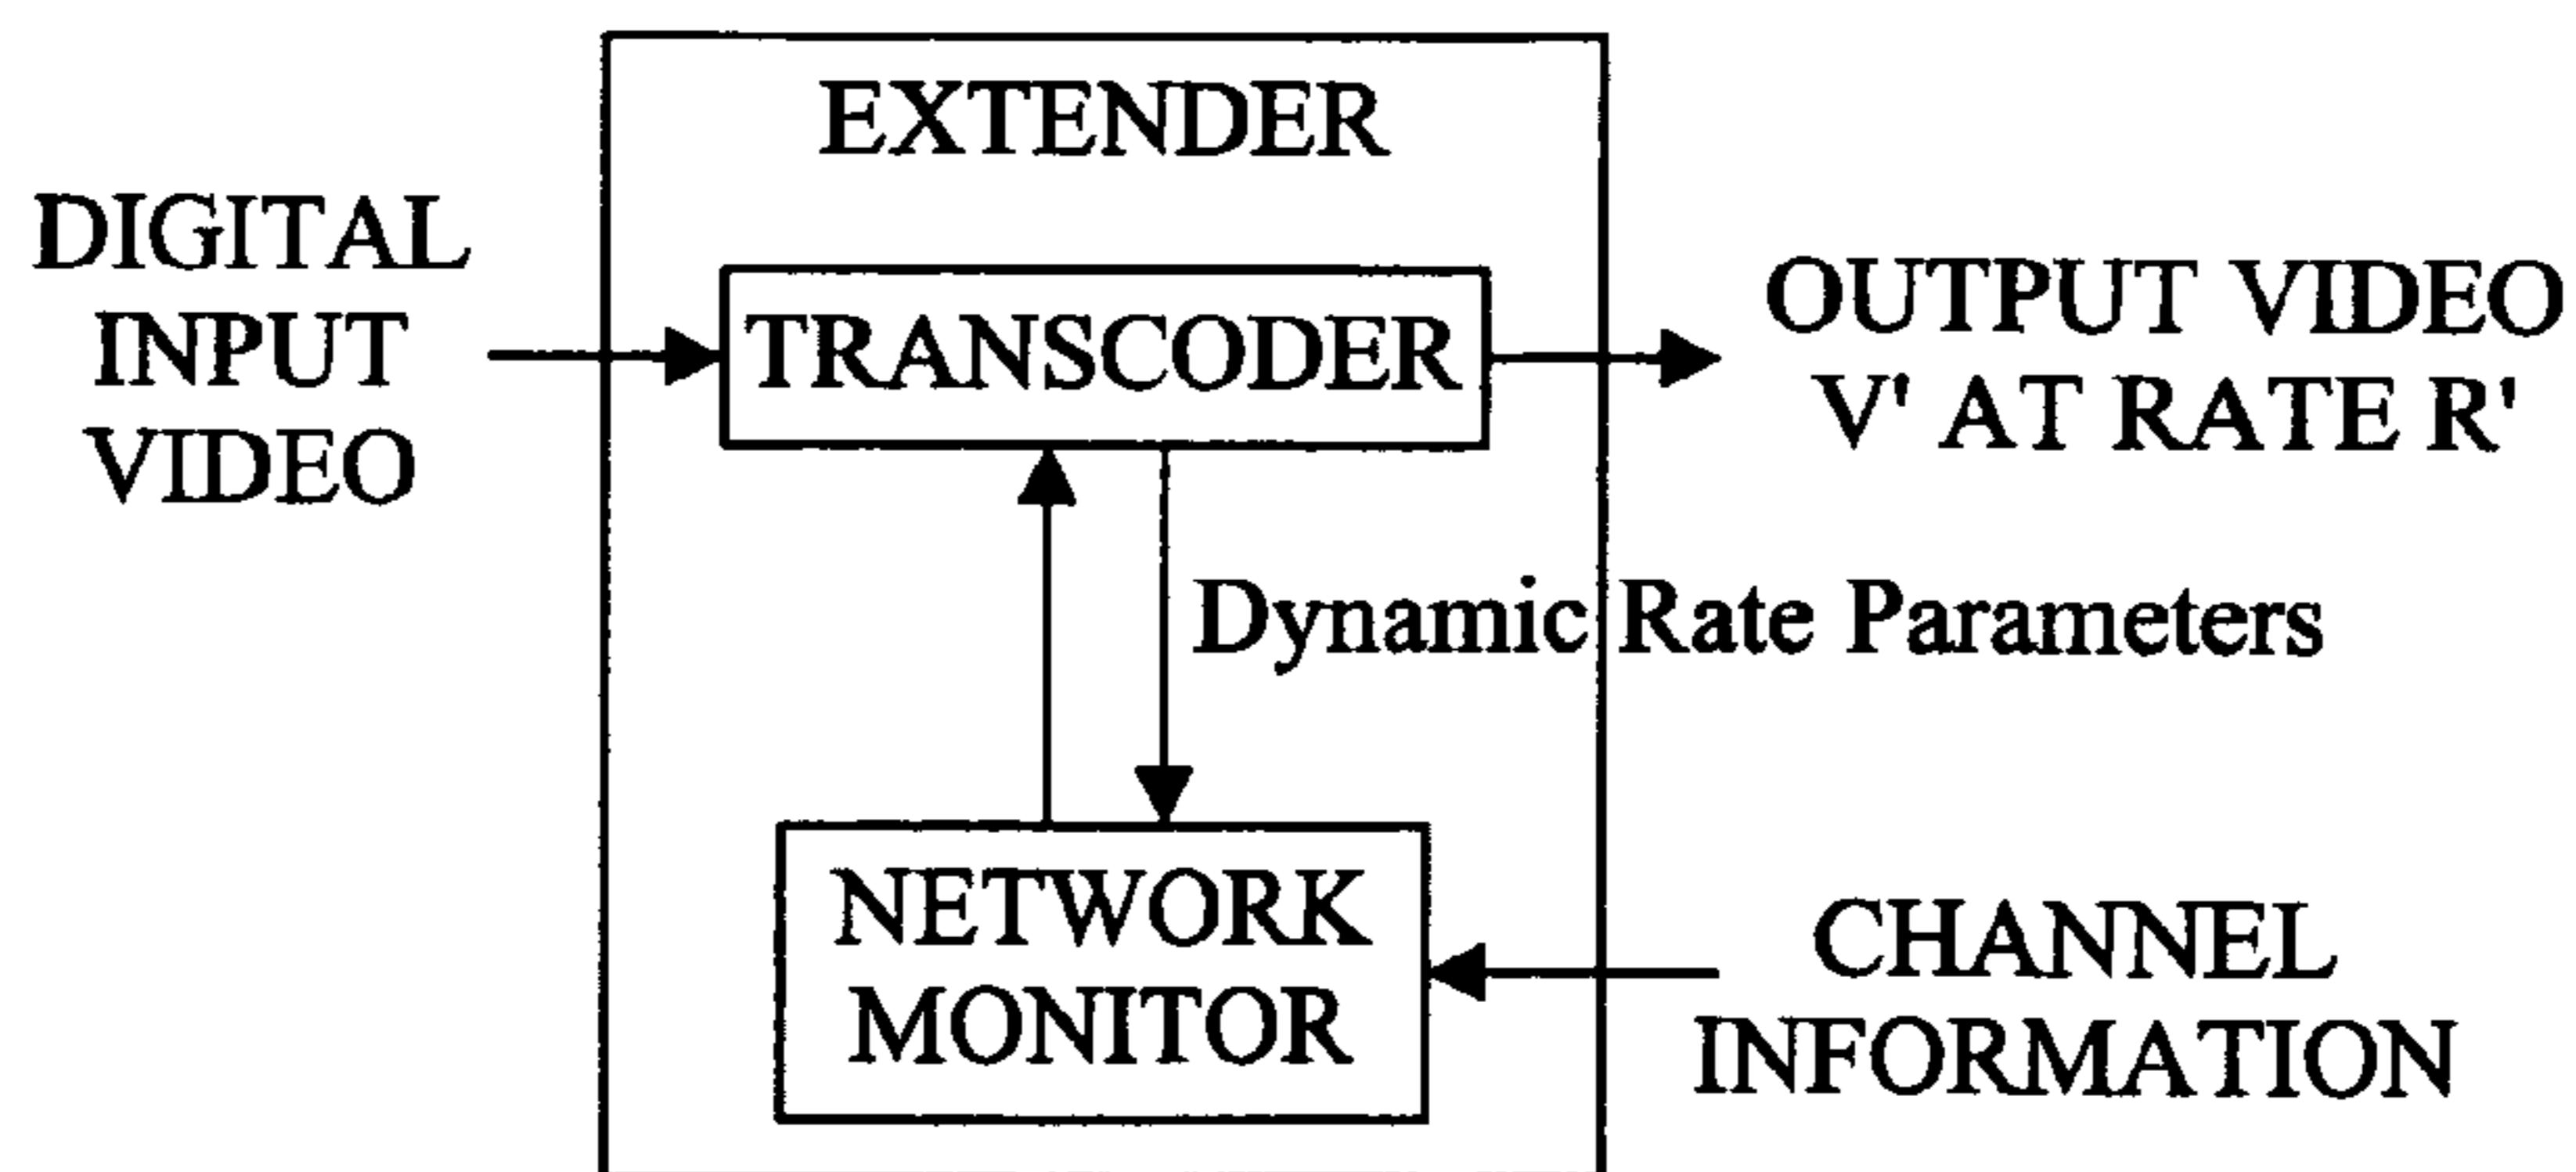 EXTENDER
DIGITAL
INPUT
VIDEO
TRANSCODER
OUTPUT VIDEO
V' AT RATE R'
Dynamic Rate Parameters
NETWORK
MONITOR
CHANNEL
INFORMATION